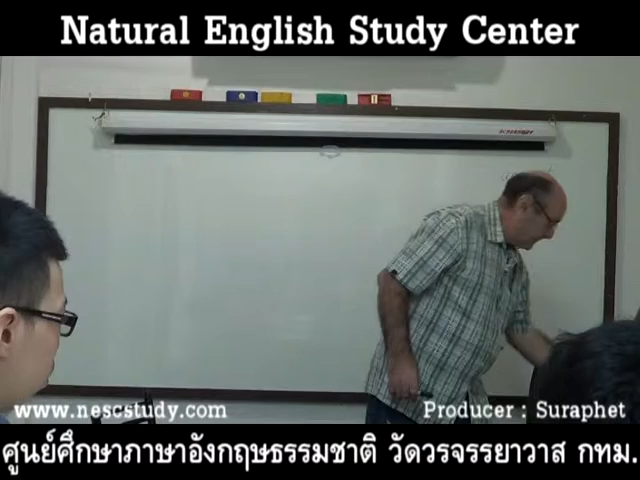 Natural English Study Center
www.nescstudy.com
Producer : Suraphet
ศูนย์ศึกษาภาษาอังกฤษธรรมชาติ วัดวรจรรยาวาส กทม.